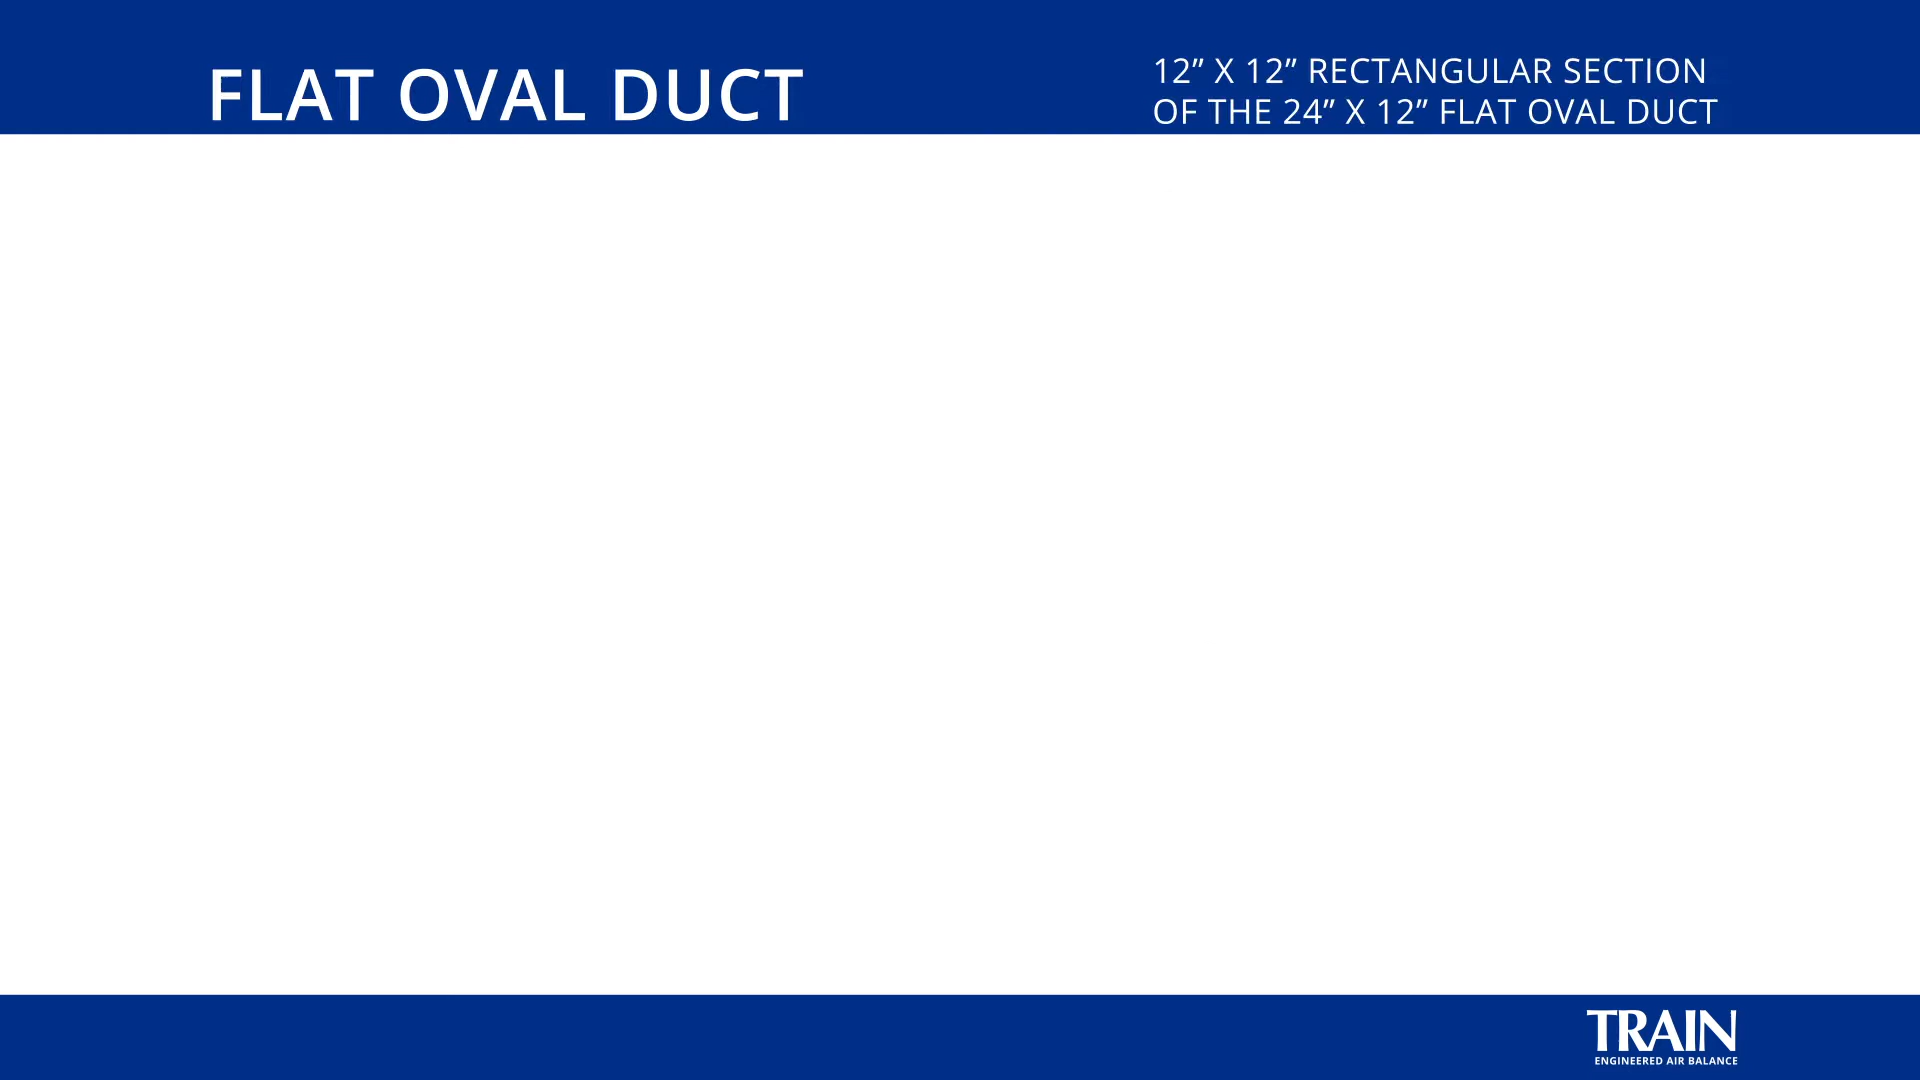 FLAT OVAL DUCT
12” X 12” RECTANGULAR SECTION
OF THE 24” X 12” FLAT OVAL DUCT
TRAIN
ENGINEERED AIR BALANCE